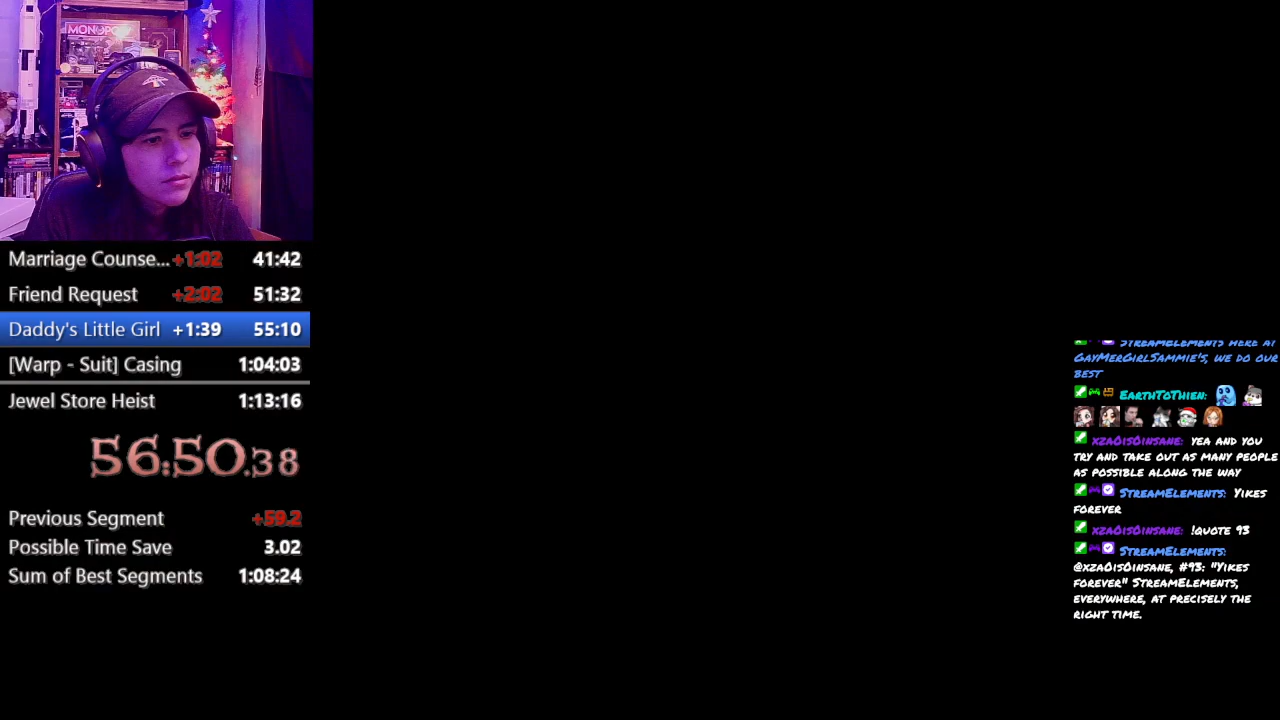 MONOPO
Marriage Counse... +1:02 41:42
Friend Request +2:02 51:32
Daddy's Little Girl +1:39 55:10
[Warp - Suit] Casing 1:04:03
Jewel Store Heist 1:13:16
56:50.38
Previous Segment +59.2
Possible Time Save 3.02
Sum of Best Segments 1:08:24
StreamElements Here at
GayMerGirlSammie's, we do our
best
EarthToThien:
xza0is0insane: yea and you
try and take out as many people
as possible along the way
StreamElements: Yikes
forever
xza0is0insane: !quote 93
StreamElements:
@xza0is0insane, #93: "Yikes
forever" StreamElements,
everywhere, at precisely the
right time.